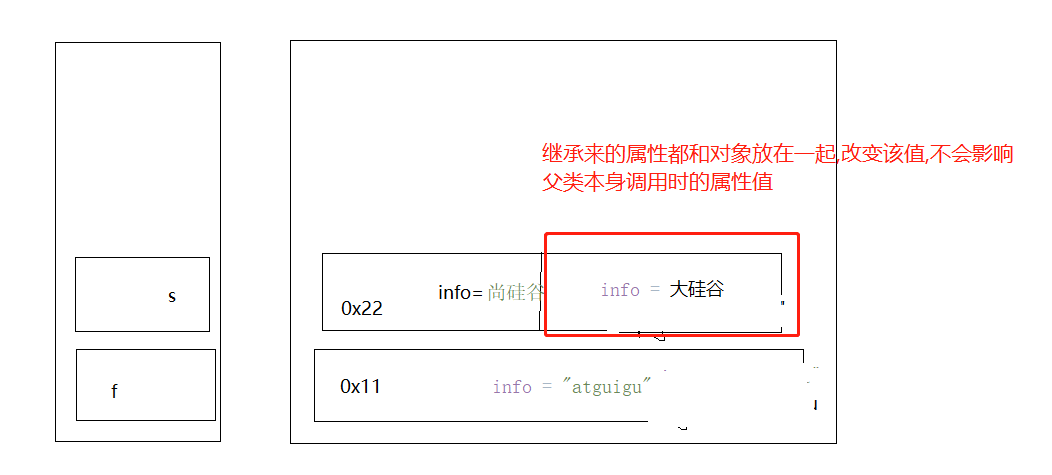 继承来的属性都和对象放在一起,改变该值,不会影响
父类本身调用时的属性值
s
0x22 info= 尚硅谷 info = 大硅谷
"
f
0x11 info = "atguigu"